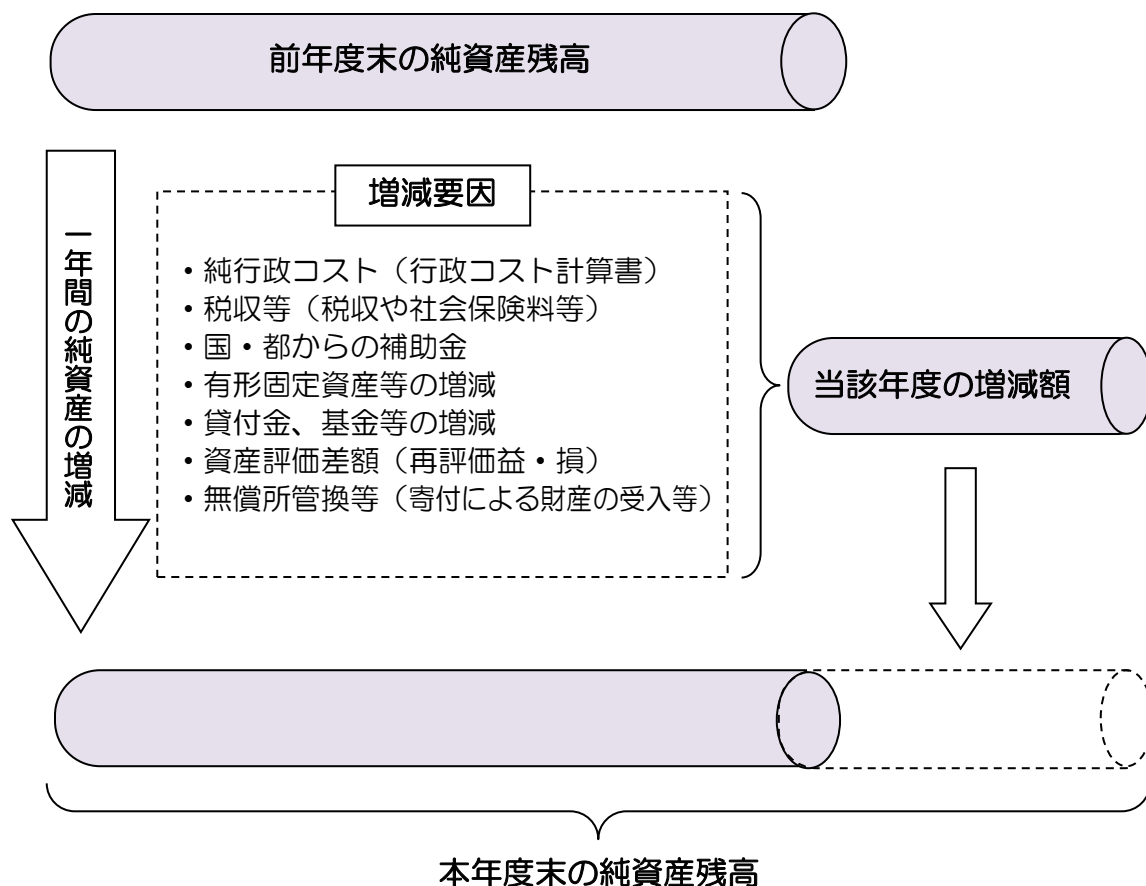 前年度末の純資産残高
一年間の純資産の増減
増減要因
・純行政コスト（行政コスト計算書）
・税収等（税収や社会保険料等）
・国・都からの補助金
・有形固定資産等の増減
・貸付金、基金等の増減
・資産評価差額（再評価益・損）
・無償所管換等（寄付による財産の受入等）
当該年度の増減額
本年度末の純資産残高